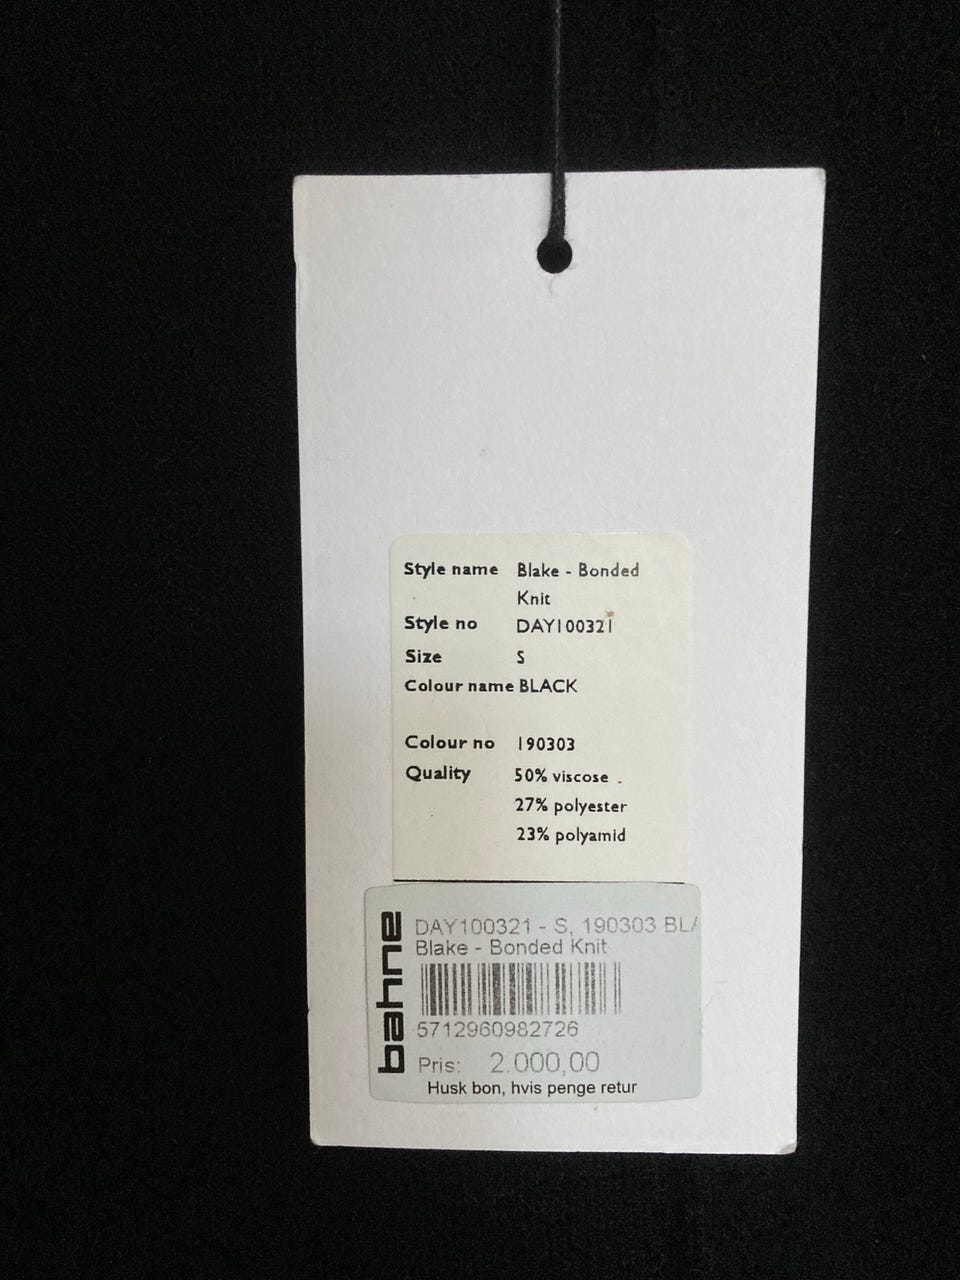 Style name Blake - Bonded
Knit
Style no DAY100321
Size S
Colour name BLACK
Colour no 190303
Quality 50% viscose
27% polyester
23% polyamid
bahne
DAY100321 - S, 190303 BLA
Blake - Bonded Knit
5712960982726
Pris: 2.000,00
Husk bon, hvis penge retur